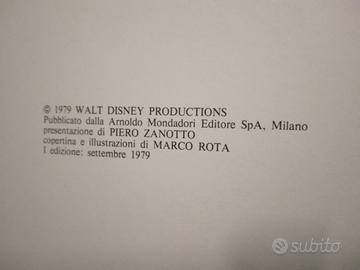 © 1979 WALT DISNEY PRODUCTIONS
Pubblicato dalla Arnoldo Mondadori Editore SpA, Milano
presentazione di PIERO ZANOTTO
copertina e illustrazioni di MARCO ROTA
I edizione: settembre 1979
subito